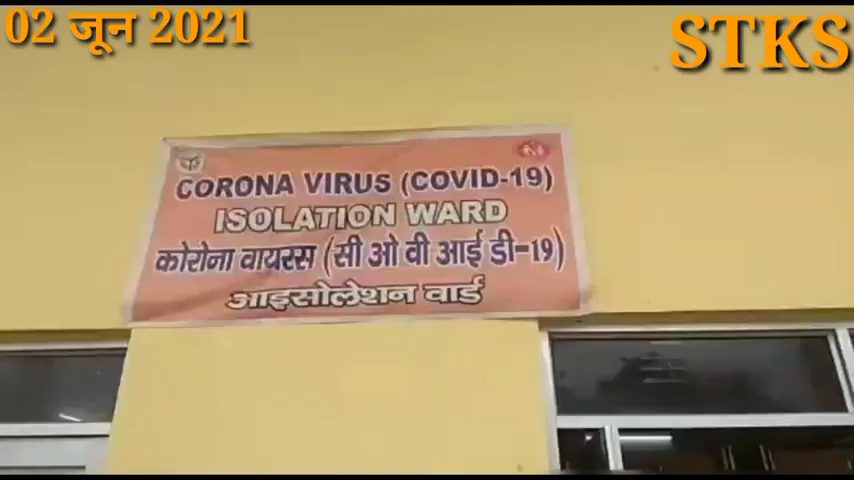 02 जून 2021
STKS
CORONA VIRUS (COVID-19)
ISOLATION WARD
कोरोना वायरस (सी ओ वी आई डी-19)
आइसोलेशन वार्ड